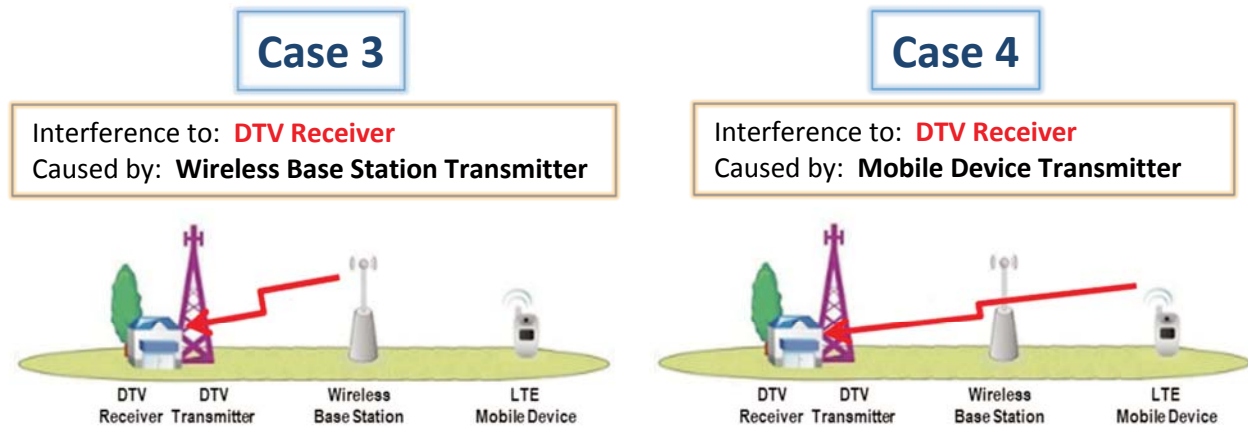 Case 3
Interference to: DTV Receiver
Caused by: Wireless Base Station Transmitter
DTV Receiver
DTV Transmitter
Wireless Base Station
LTE Mobile Device
Case 4
Interference to: DTV Receiver
Caused by: Mobile Device Transmitter
DTV Receiver
DTV Transmitter
Wireless Base Station
LTE Mobile Device